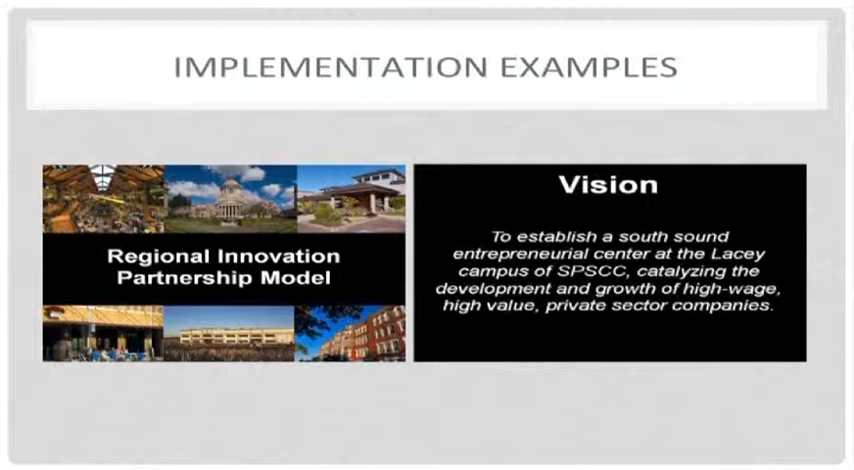 IMPLEMENTATION EXAMPLES
Regional Innovation
Partnership Model
Vision
To establish a south sound
entrepreneurial center at the Lacey
campus of SPSCC, catalyzing the
development and growth of high-wage,
high value, private sector companies.